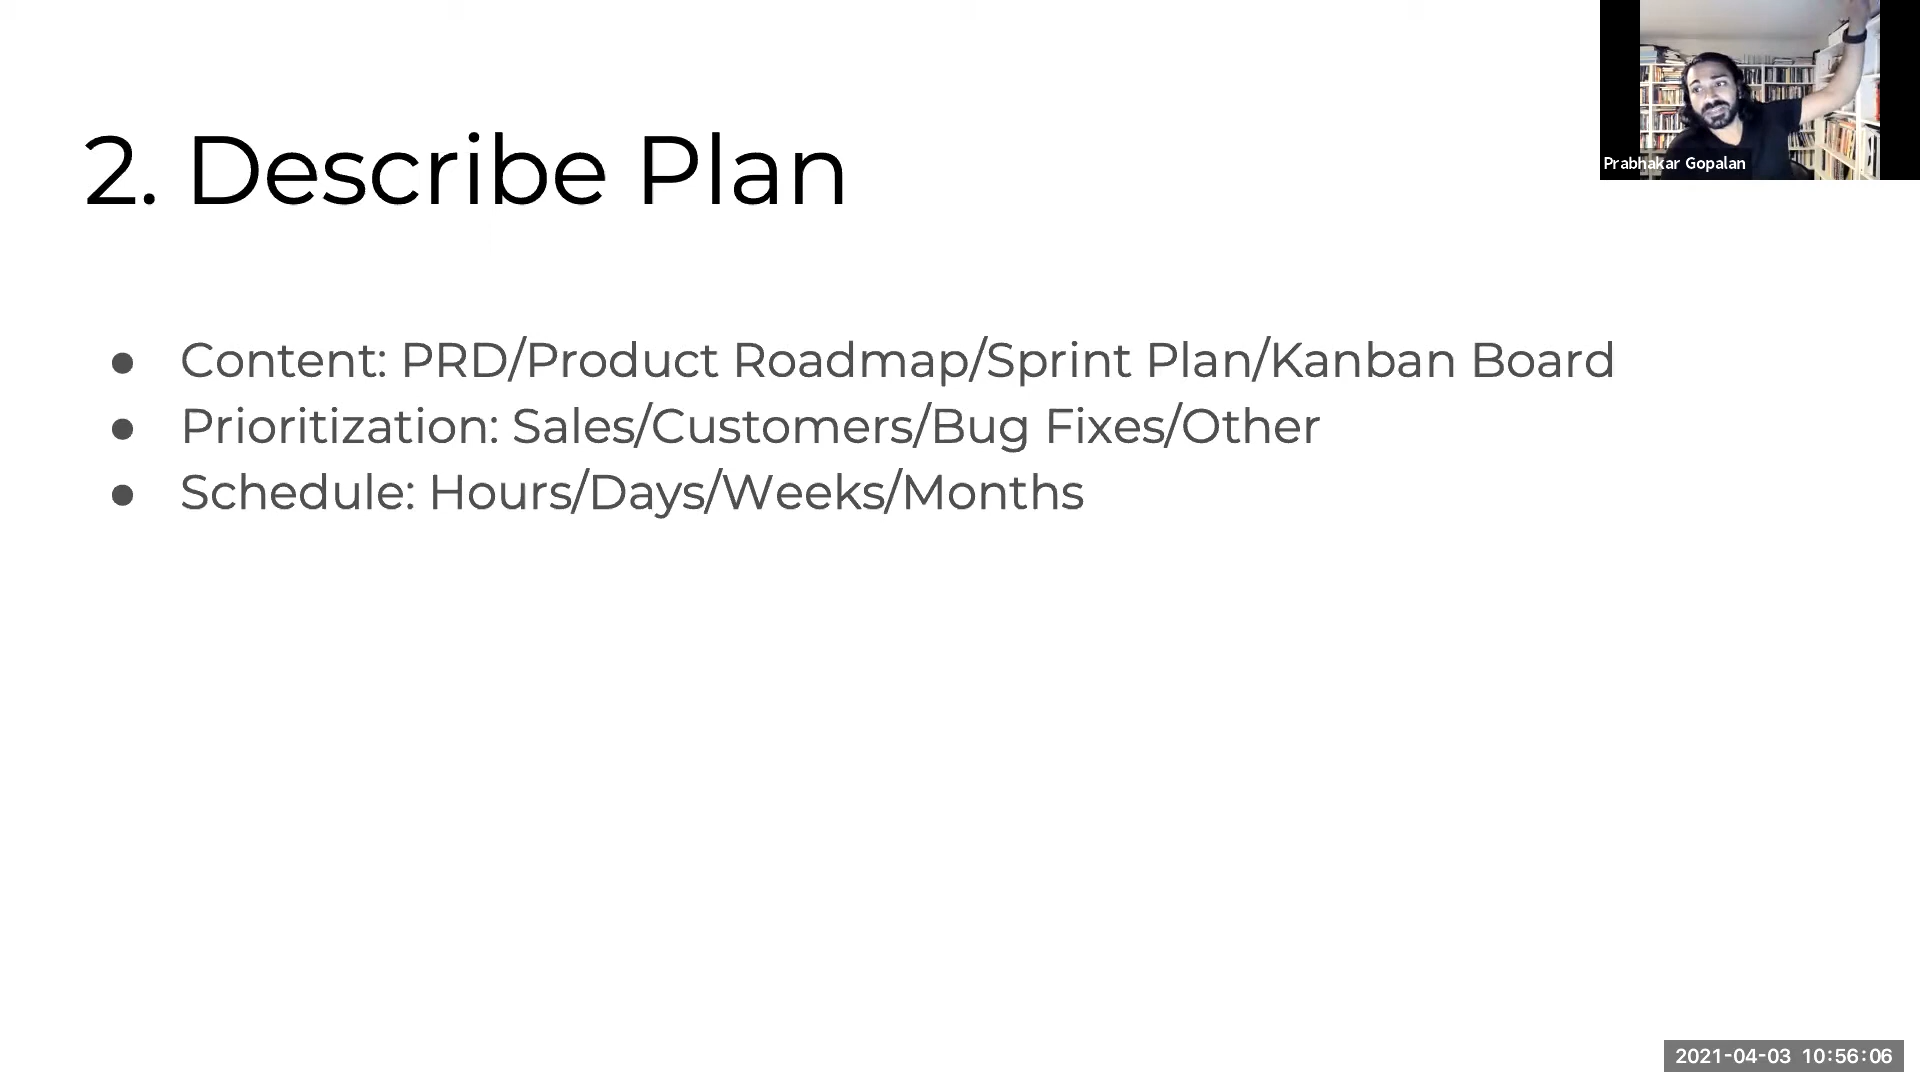 Prabhakar Gopalan
2. Describe Plan
● Content: PRD/Product Roadmap/Sprint Plan/Kanban Board
● Prioritization: Sales/Customers/Bug Fixes/Other
● Schedule: Hours/Days/Weeks/Months
2021-04-03 10:56:06